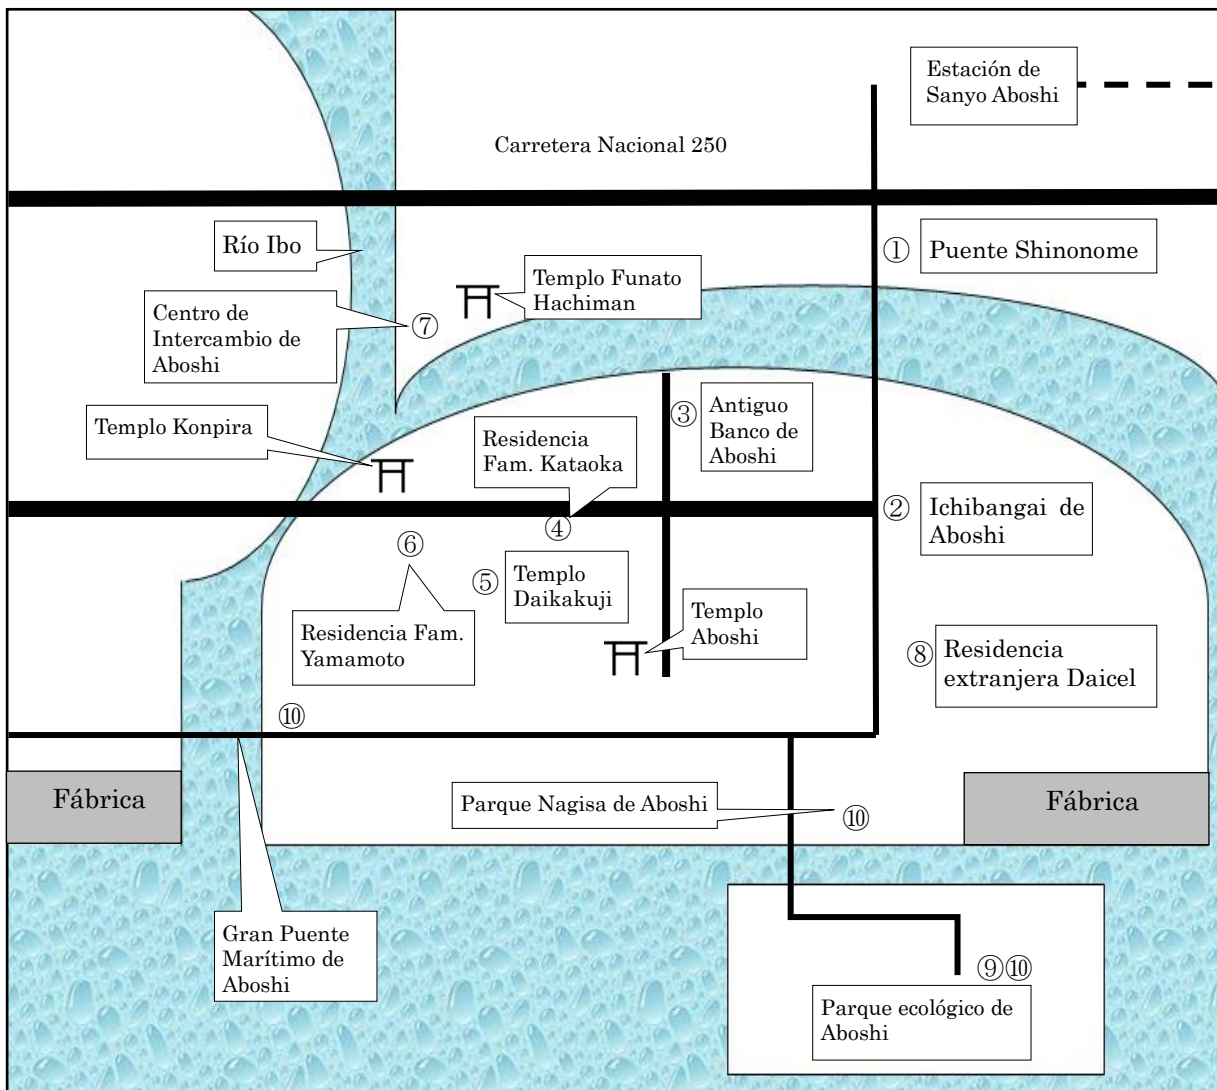 Estación de
Sanyo Aboshi
Carretera Nacional 250
Río Ibo
① Puente Shinonome
Templo Funato
Hachiman
Centro de
Intercambio de
Aboshi
⑦
③ Antiguo
Banco de
Aboshi
Templo Konpira
Residencia
Fam. Kataoka
② Ichibangai de
Aboshi
④
⑥
⑤ Templo
Daikakuji
Templo
Aboshi
Residencia Fam.
Yamamoto
⑧ Residencia
extranjera Daicel
⑩
Fábrica
Parque Nagisa de Aboshi
⑩
Fábrica
Gran Puente
Marítimo de
Aboshi
⑨⑩
Parque ecológico de
Aboshi